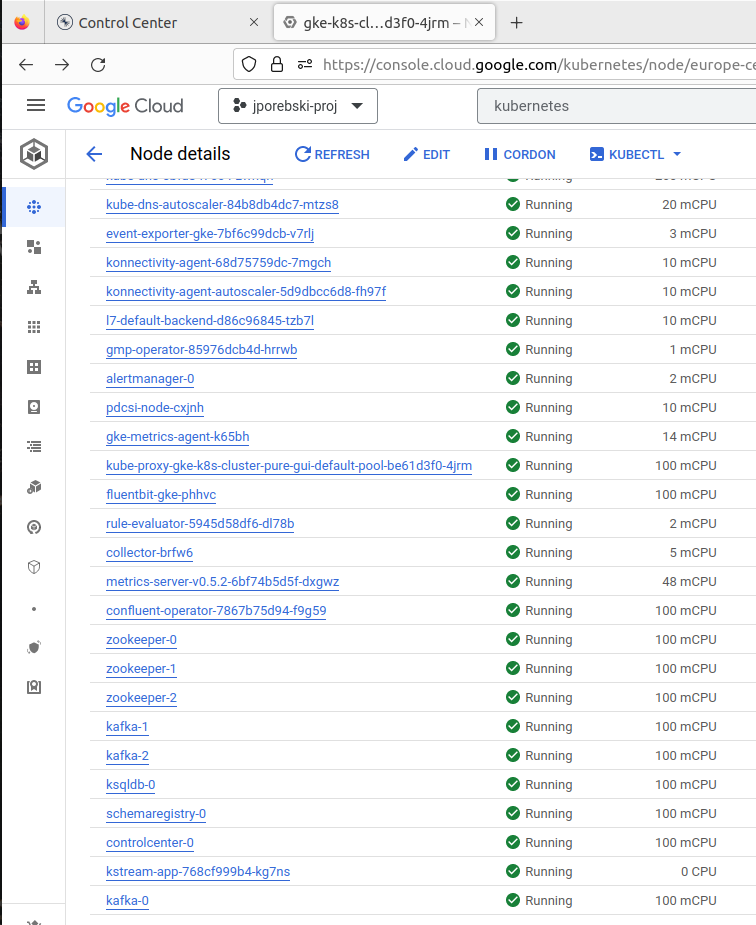 Control Center
gke-k8s-cl...d3f0-4jrm –
https://console.cloud.google.com/kubernetes/node/europe-ce
Google Cloud jporebski-proj kubernetes
Node details REFRESH EDIT CORDON KUBECTL
Running
kube-dns-autoscaler-84b8db4dc7-mtzs8 Running 20 mCPU
event-exporter-gke-7bf6c99dcb-v7rlj Running 3 mCPU
konnectivity-agent-68d75759dc-7mgch Running 10 mCPU
konnectivity-agent-autoscaler-5d9dbcc6d8-fh97f Running 10 mCPU
l7-default-backend-d86c96845-tzb7l Running 10 mCPU
gmp-operator-85976dcb4d-hrrwb Running 1 mCPU
alertmanager-0 Running 2 mCPU
pdcsi-node-cxjnh Running 10 mCPU
gke-metrics-agent-k65bh Running 14 mCPU
kube-proxy-gke-k8s-cluster-pure-gui-default-pool-be61d3f0-4jrm Running 100 mCPU
fluentbit-gke-phhvc Running 100 mCPU
rule-evaluator-5945d58df6-dl78b Running 2 mCPU
collector-brfw6 Running 5 mCPU
metrics-server-v0.5.2-6bf74b5d5f-dxgwz Running 48 mCPU
confluent-operator-7867b75d94-f9g59 Running 100 mCPU
zookeeper-0 Running 100 mCPU
zookeeper-1 Running 100 mCPU
zookeeper-2 Running 100 mCPU
kafka-1 Running 100 mCPU
kafka-2 Running 100 mCPU
ksqldb-0 Running 100 mCPU
schemaregistry-0 Running 100 mCPU
controlcenter-0 Running 100 mCPU
kstream-app-768cf999b4-kg7ns Running 0 CPU
kafka-0 Running 100 mCPU